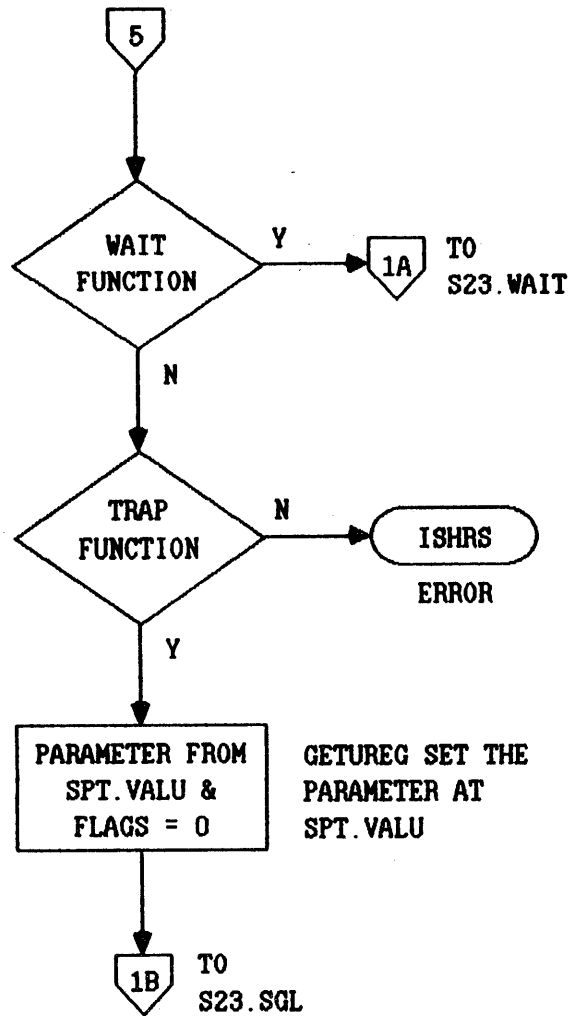 5
WAIT
FUNCTION
Y
1A
TO
S23.WAIT
N
TRAP
FUNCTION
N
ISHRS
ERROR
Y
PARAMETER FROM
SPT.VALU &
FLAGS = 0
GETUREG SET THE
PARAMETER AT
SPT.VALU
1B
TO
S23.SGL